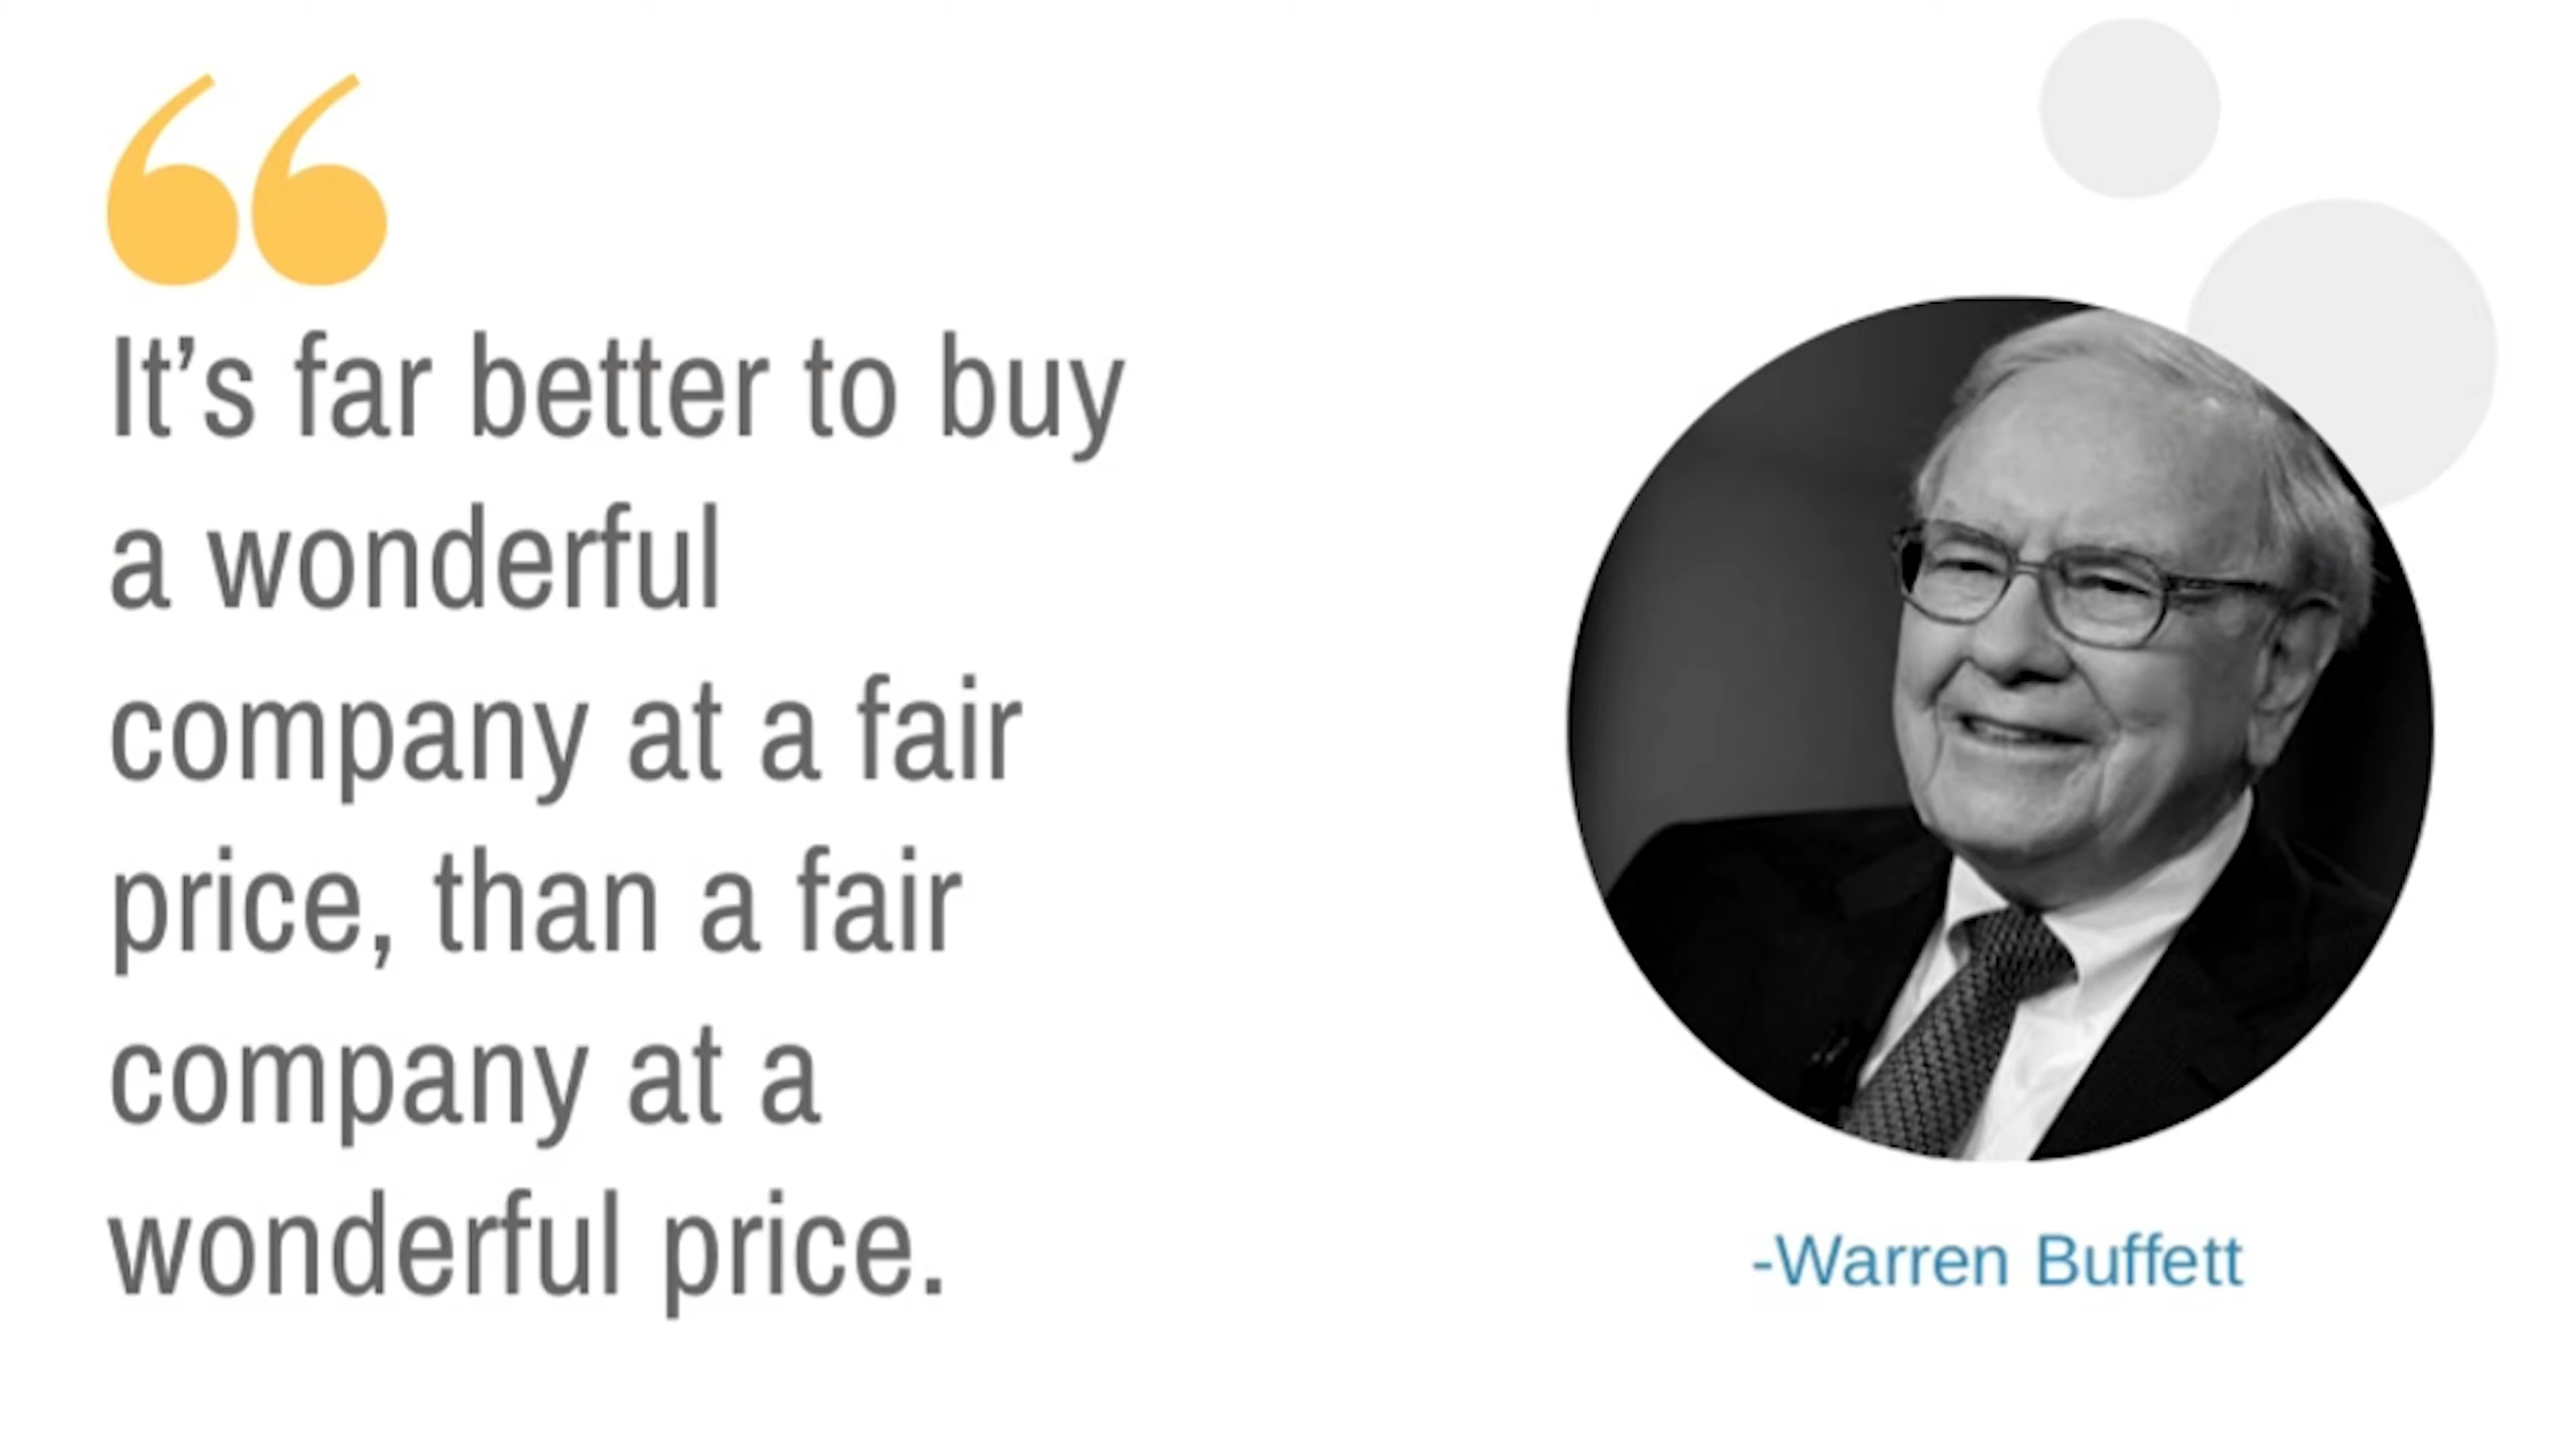 It’s far better to buy
a wonderful
company at a fair
price, than a fair
company at a
wonderful price.
-Warren Buffett